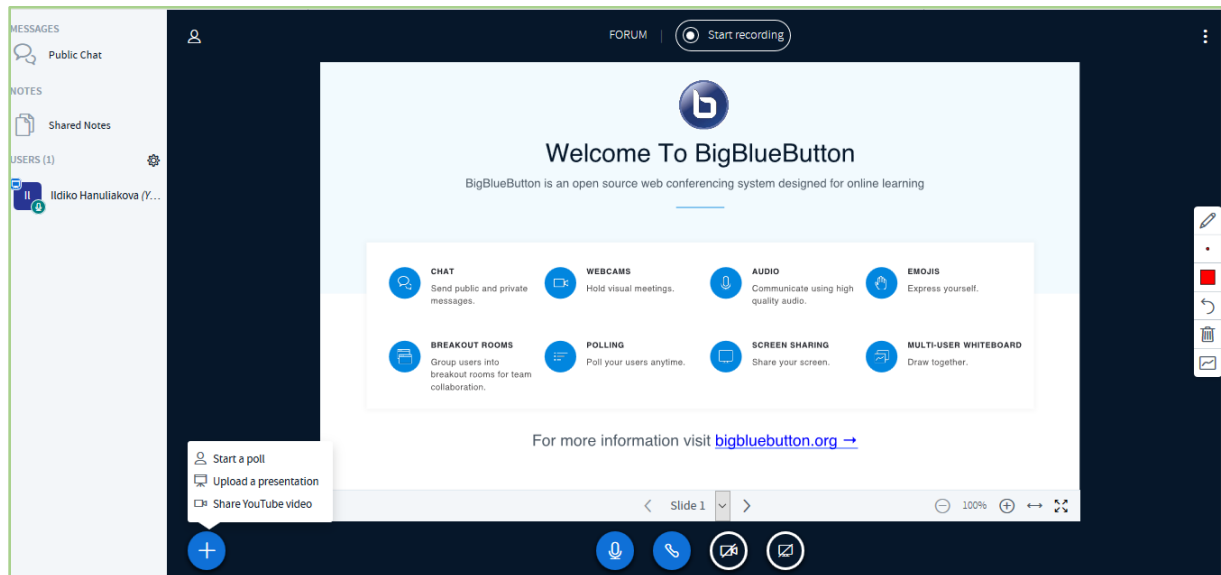 MESSAGES
Public Chat
NOTES
Shared Notes
USERS (1)
II
Ildiko Hanuliakova (Y...
FORUM
Start recording
b
Welcome To BigBlueButton
BigBlueButton is an open source web conferencing system designed for online learning
CHAT
Send public and private
messages.
WEBCAMS
Hold visual meetings.
AUDIO
Communicate using high
quality audio.
EMOJIS
Express yourself.
BREAKOUT ROOMS
Group users into
breakout rooms for team
collaboration.
POLLING
Poll your users anytime.
SCREEN SHARING
Share your screen.
MULTI-USER WHITEBOARD
Draw together.
For more information visit bigbluebutton.org →
Start a poll
Upload a presentation
Share YouTube video
Slide 1
100%